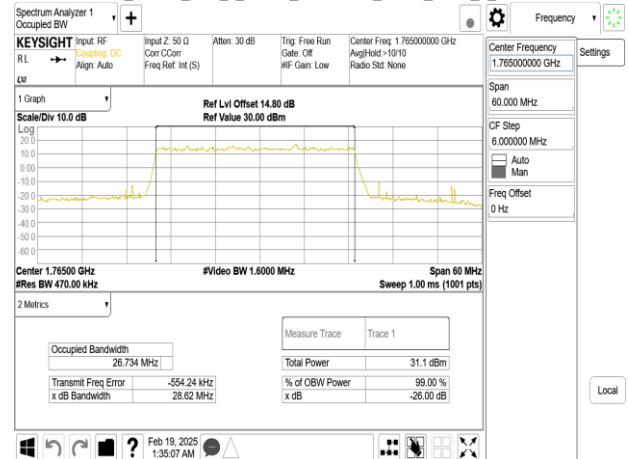 Spectrum Analyzer 1
Occupied BW
Frequency
KEYSIGHT
RL
LXI
Input: RF
Coupling: DC
Align: Auto
Input Z: 50 Ω
Corr CCorr
Freq Ref: Int (S)
Atten: 30 dB
Trig: Free Run
Gate: Off
#IF Gain: Low
Center Freq: 1.765000000 GHz
Avg|Hold:>10/10
Radio Std: None
Center Frequency
1.765000000 GHz
Settings
Span
60.000 MHz
CF Step
6.000000 MHz
Auto
Man
Freq Offset
0 Hz
Local
1 Graph
Scale/Div 10.0 dB
Ref Lvl Offset 14.80 dB
Ref Value 30.00 dBm
Log
20.0
10.0
0.00
-10.0
-20.0
-30.0
-40.0
-50.0
-60.0
Center 1.76500 GHz
#Video BW 1.6000 MHz
Span 60 MHz
#Res BW 470.00 kHz
Sweep 1.00 ms (1001 pts)
2 Metrics
Measure Trace Trace 1
Occupied Bandwidth
26.734 MHz
Total Power 31.1 dBm
Transmit Freq Error -554.24 kHz
% of OBW Power 99.00 %
x dB Bandwidth 28.62 MHz
x dB -26.00 dB
?
Feb 19, 2025
1:35:07 AM